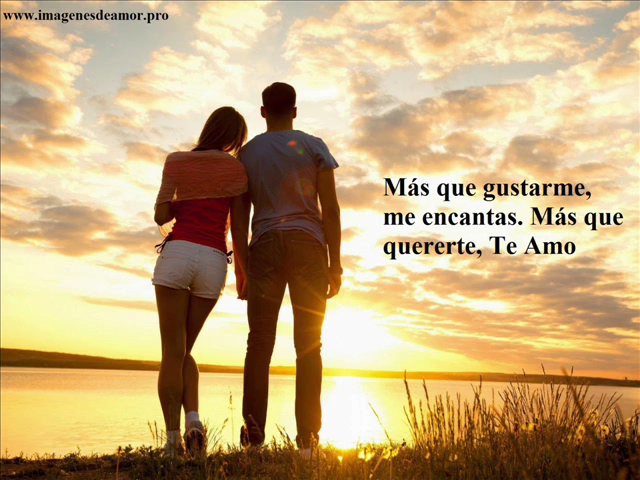 www.imagenesdeamor.pro
Más que gustarme,
me encantas. Más que
quererte, Te Amo